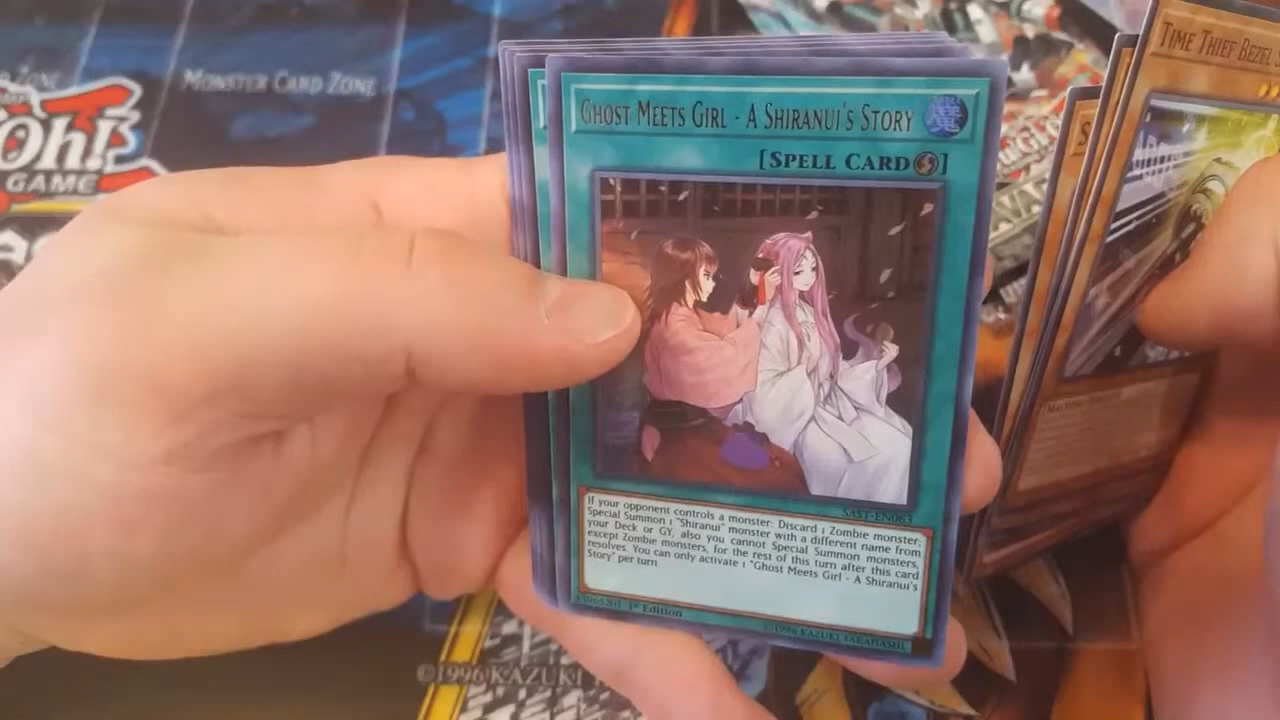 MONSTER CARD ZONE
Oh!
GAME
GHOST MEETS GIRL - A SHIRANUI'S STORY
[SPELL CARD]
SAST-EN063
If your opponent controls a monster: Discard 1 Zombie monster;
Special Summon 1 "Shiranui" monster with a different name from
your Deck or GY, also you cannot Special Summon monsters,
except Zombie monsters, for the rest of this turn after this card
resolves. You can only activate 1 "Ghost Meets Girl - A Shiranui's
Story" per turn
1st Edition
©1996 KAZUKI TAKAHASHI
TIME THIEF BEZEL
©1996 KAZUKI